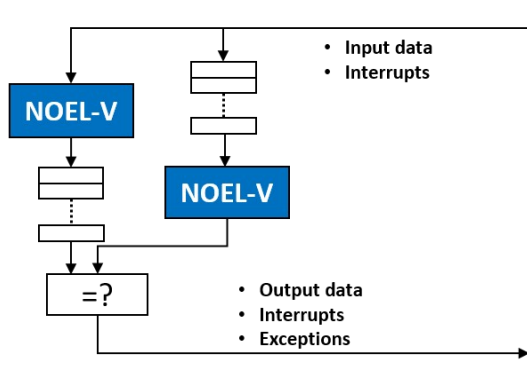 • Input data
• Interrupts
NOEL-V
NOEL-V
=?
• Output data
• Interrupts
• Exceptions